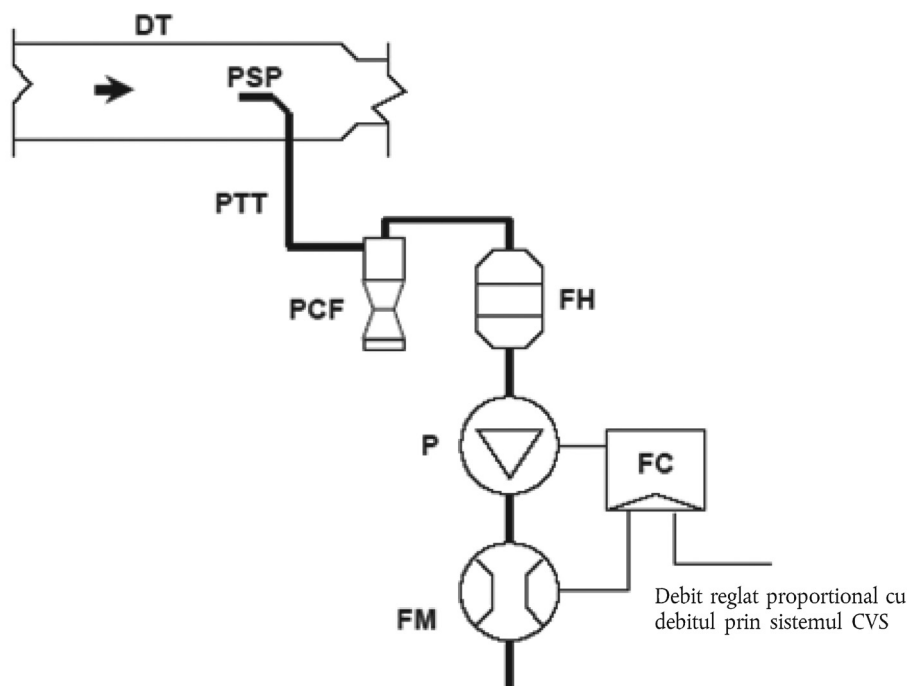 DT
PSP
PTT
PCF
FH
P
FC
FM
Debit reglat proportional cu
debitul prin sistemul CVS